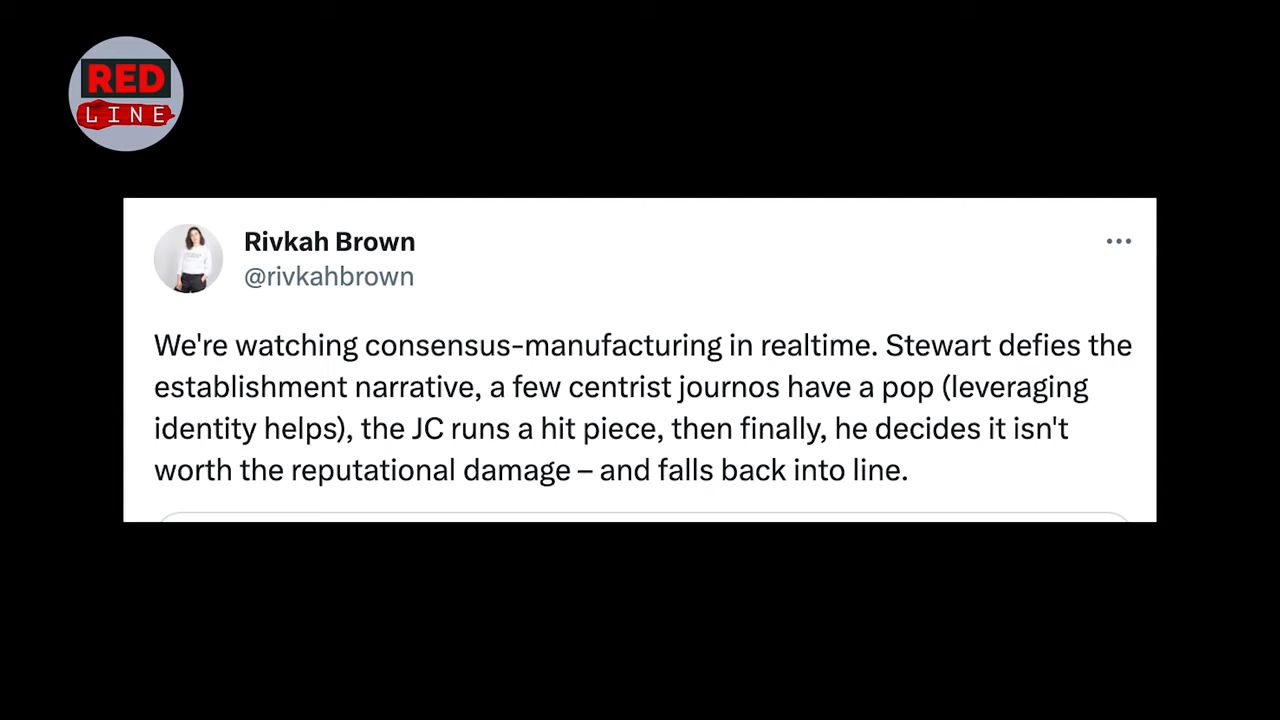 RED
LINE
Rivkah Brown
@rivkahbrown
We're watching consensus-manufacturing in realtime. Stewart defies the
establishment narrative, a few centrist journos have a pop (leveraging
identity helps), the JC runs a hit piece, then finally, he decides it isn't
worth the reputational damage – and falls back into line.